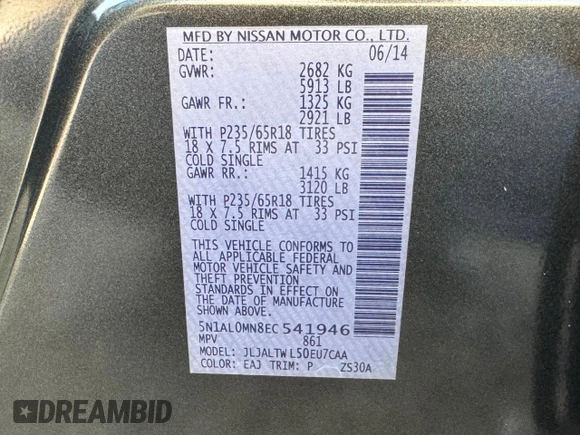 MFD BY NISSAN MOTOR CO., LTD.
DATE: 06/14
GVWR: 2682 KG
5913 LB
GAWR FR.: 1325 KG
2921 LB
WITH P235/65R18 TIRES
18 X 7.5 RIMS AT 33 PSI
COLD SINGLE
GAWR RR.: 1415 KG
3120 LB
WITH P235/65R18 TIRES
18 X 7.5 RIMS AT 33 PSI
COLD SINGLE
THIS VEHICLE CONFORMS TO
ALL APPLICABLE FEDERAL
MOTOR VEHICLE SAFETY AND
THEFT PREVENTION
STANDARDS IN EFFECT ON
THE DATE OF MANUFACTURE
SHOWN ABOVE.
5N1AL0MN8EC541946
MPV 861
MODEL: JLJALTWL50EU7CAA
COLOR: EAJ TRIM: P ZS30A
DREAMBID